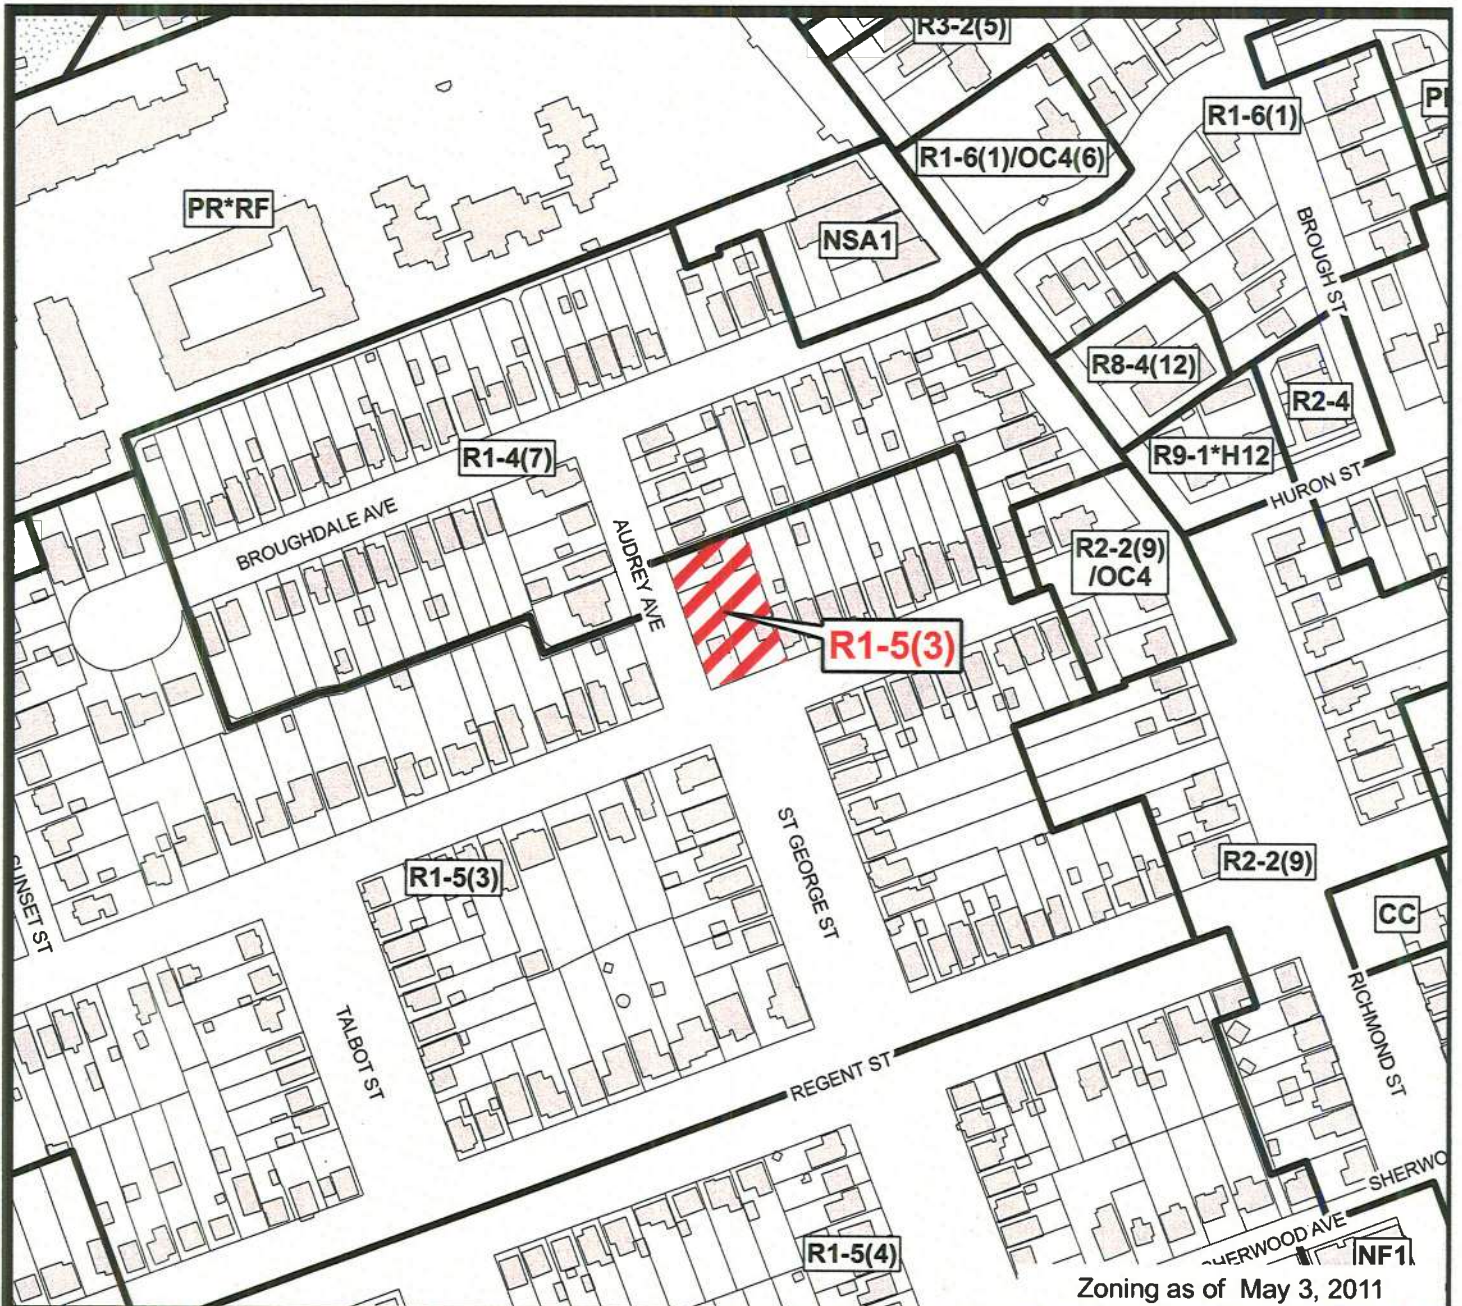 R3-2(5)
R1-6(1)
R1-6(1)/OC4(6)
PR*RF
NSA1
BROUGH ST
R8-4(12)
R2-4
R1-4(7)
R9-1*H12
HURON ST
BROUGHDALE AVE
AUDREY AVE
R2-2(9)
/OC4
R1-5(3)
ST GEORGE ST
R1-5(3)
R2-2(9)
SUNSET ST
CC
TALBOT ST
RICHMOND ST
REGENT ST
SHERWO
SHERWOOD AVE
R1-5(4)
NF1
Zoning as of May 3, 2011